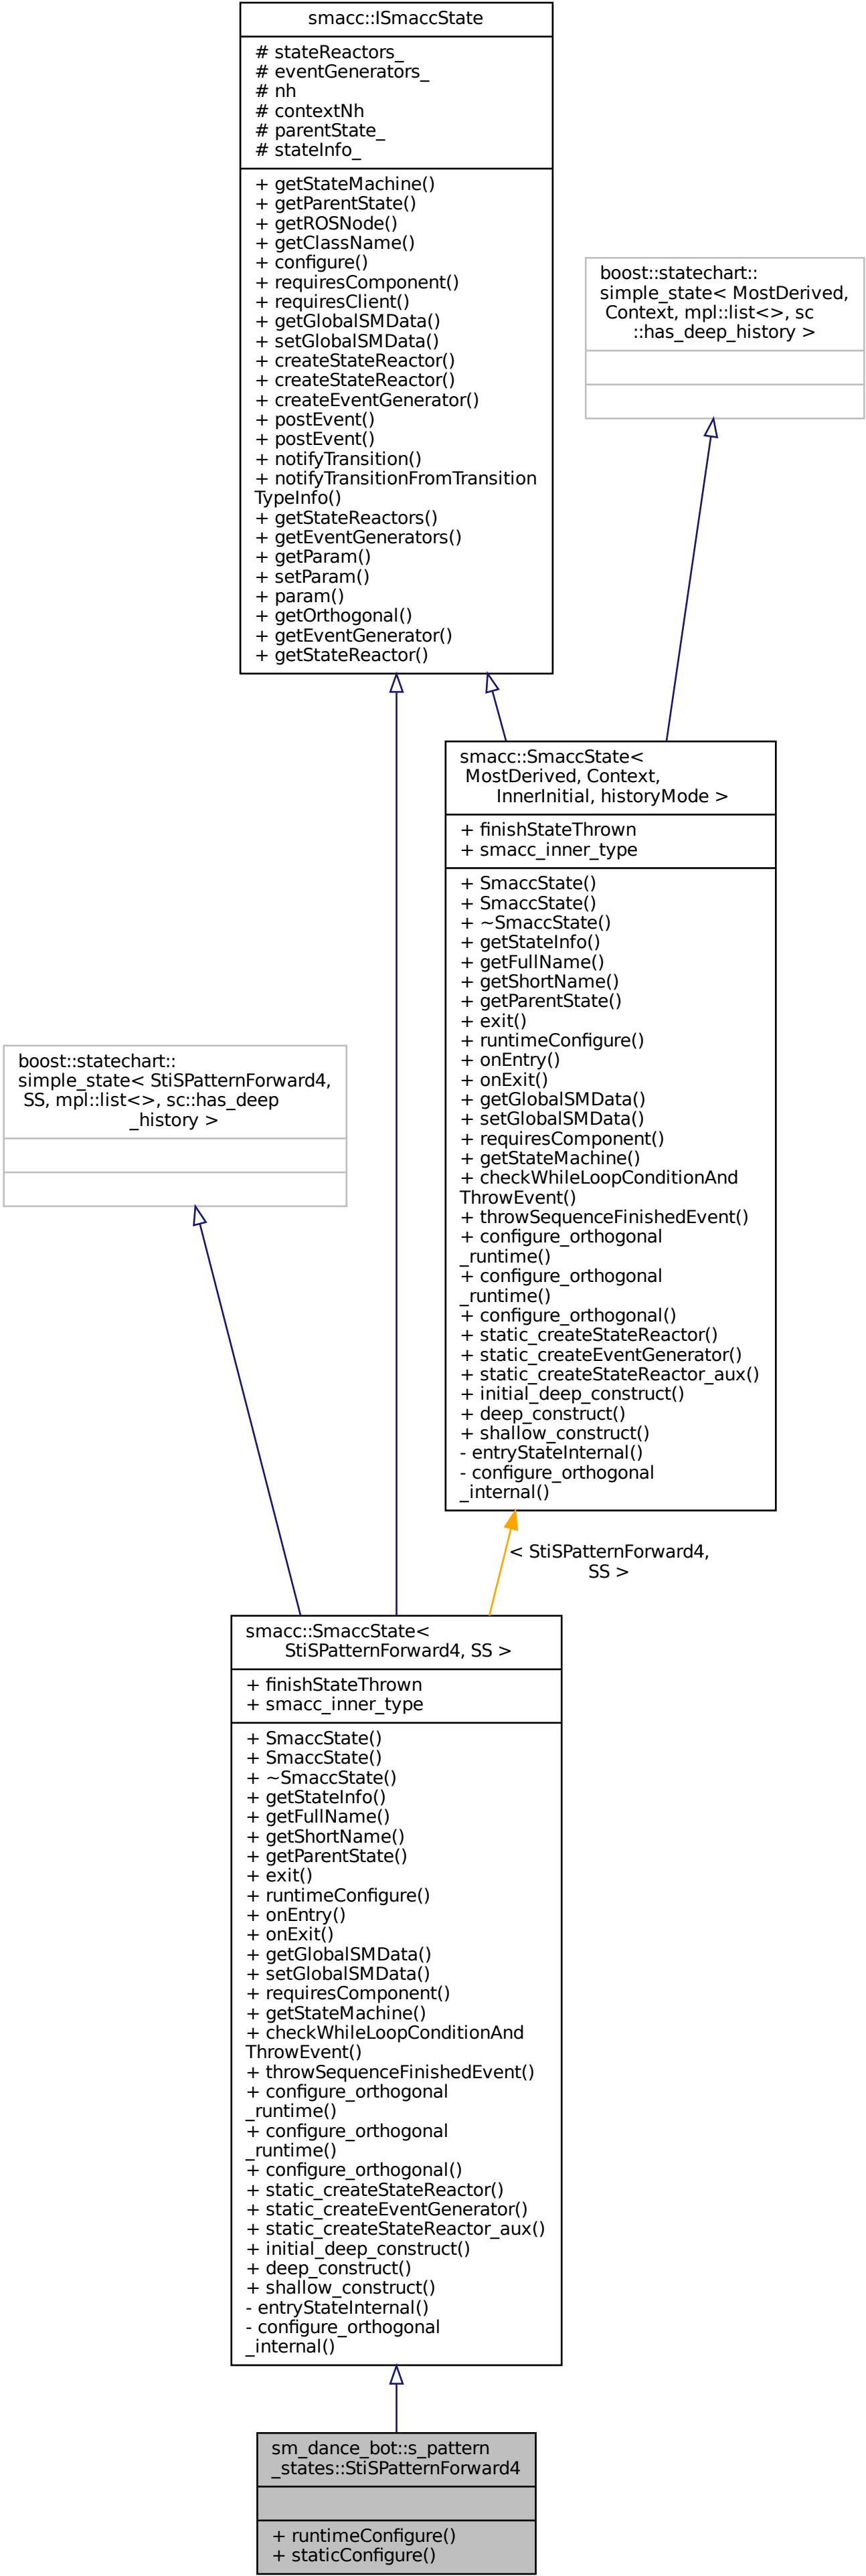 smacc::ISmaccState
# stateReactors_
# eventGenerators_
# nh
# contextNh
# parentState_
# stateInfo_
+ getStateMachine()
+ getParentState()
+ getROSNode()
+ getClassName()
+ configure()
+ requiresComponent()
+ requiresClient()
+ getGlobalSMData()
+ setGlobalSMData()
+ createStateReactor()
+ createStateReactor()
+ createEventGenerator()
+ postEvent()
+ postEvent()
+ notifyTransition()
+ notifyTransitionFromTransition
TypeInfo()
+ getStateReactors()
+ getEventGenerators()
+ getParam()
+ setParam()
+ param()
+ getOrthogonal()
+ getEventGenerator()
+ getStateReactor()
boost::statechart::
simple_state< MostDerived,
Context, mpl::list<>, sc
::has_deep_history >
smacc::SmaccState<
MostDerived, Context,
InnerInitial, historyMode >
+ finishStateThrown
+ smacc_inner_type
+ SmaccState()
+ SmaccState()
+ ~SmaccState()
+ getStateInfo()
+ getFullName()
+ getShortName()
+ getParentState()
+ exit()
+ runtimeConfigure()
+ onEntry()
+ onExit()
+ getGlobalSMData()
+ setGlobalSMData()
+ requiresComponent()
+ getStateMachine()
+ checkWhileLoopConditionAnd
ThrowEvent()
+ throwSequenceFinishedEvent()
+ configure_orthogonal
_runtime()
+ configure_orthogonal
_runtime()
+ configure_orthogonal()
+ static_createStateReactor()
+ static_createEventGenerator()
+ static_createStateReactor_aux()
+ initial_deep_construct()
+ deep_construct()
+ shallow_construct()
- entryStateInternal()
- configure_orthogonal
_internal()
boost::statechart::
simple_state< StiSPatternForward4,
SS, mpl::list<>, sc::has_deep
_history >
< StiSPatternForward4,
SS >
smacc::SmaccState<
StiSPatternForward4, SS >
+ finishStateThrown
+ smacc_inner_type
+ SmaccState()
+ SmaccState()
+ ~SmaccState()
+ getStateInfo()
+ getFullName()
+ getShortName()
+ getParentState()
+ exit()
+ runtimeConfigure()
+ onEntry()
+ onExit()
+ getGlobalSMData()
+ setGlobalSMData()
+ requiresComponent()
+ getStateMachine()
+ checkWhileLoopConditionAnd
ThrowEvent()
+ throwSequenceFinishedEvent()
+ configure_orthogonal
_runtime()
+ configure_orthogonal
_runtime()
+ configure_orthogonal()
+ static_createStateReactor()
+ static_createEventGenerator()
+ static_createStateReactor_aux()
+ initial_deep_construct()
+ deep_construct()
+ shallow_construct()
- entryStateInternal()
- configure_orthogonal
_internal()
sm_dance_bot::s_pattern
_states::StiSPatternForward4
+ runtimeConfigure()
+ staticConfigure()